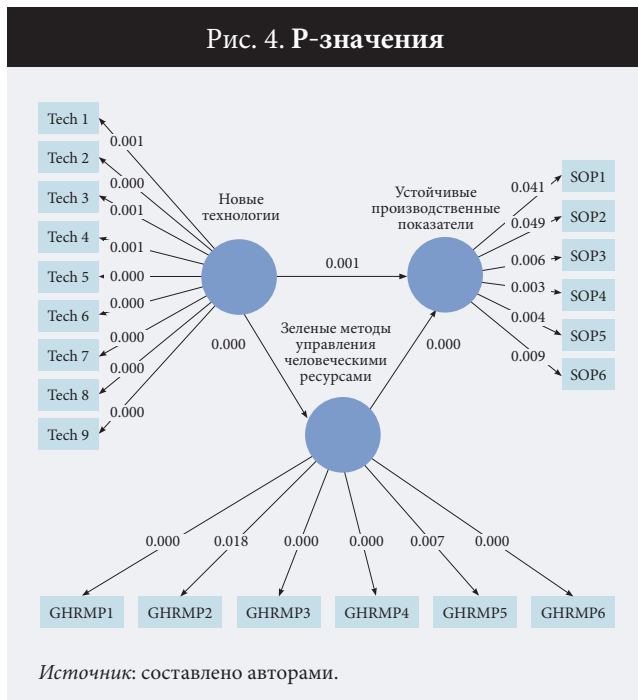 Рис. 4. P-значения
Tech 1
Tech 2
Tech 3
Tech 4
Tech 5
Tech 6
Tech 7
Tech 8
Tech 9
0.001
0.000
0.001
0.001
0.000
0.000
0.000
0.000
0.000
Новые
технологии
0.001
Устойчивые
производственные
показатели
0.041
0.049
0.006
0.003
0.004
0.009
SOP1
SOP2
SOP3
SOP4
SOP5
SOP6
0.000
Зеленые методы
управления
человеческими
ресурсами
0.000
0.000
0.018
0.000
0.000
0.007
0.000
GHRMP1
GHRMP2
GHRMP3
GHRMP4
GHRMP5
GHRMP6
Источник: составлено авторами.